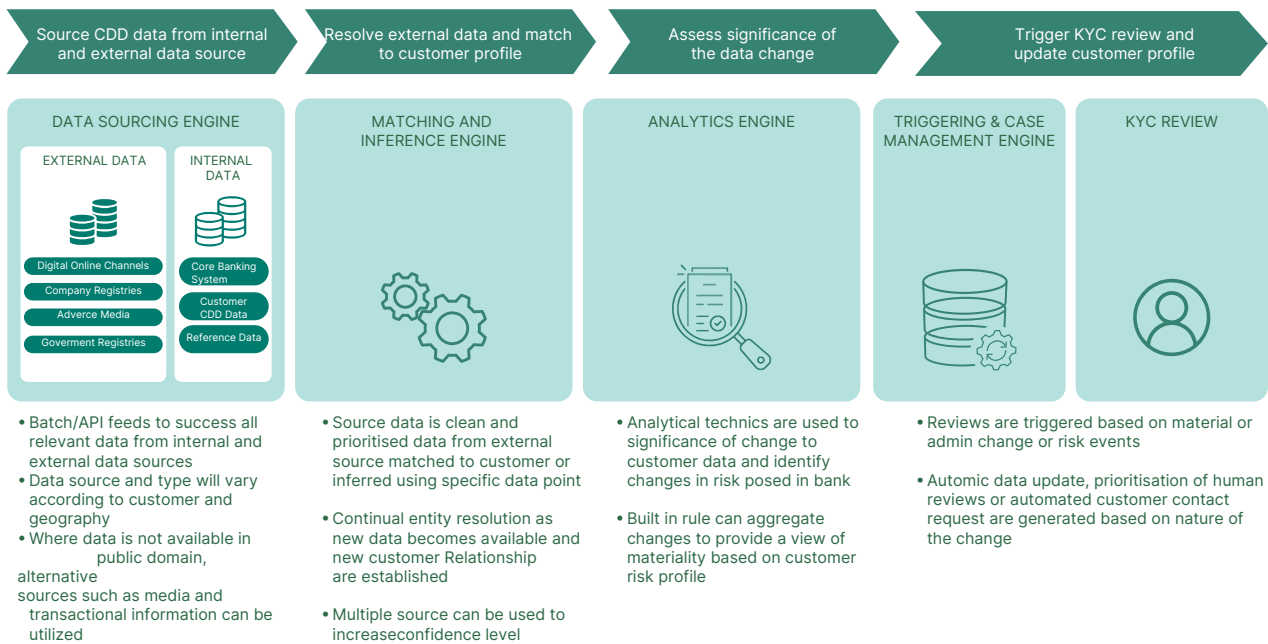 Source CDD data from internal
and external data source
Resolve external data and match
to customer profile
Assess significance of
the data change
Trigger KYC review and
update customer profile
DATA SOURCING ENGINE
EXTERNAL DATA
Digital Online Channels
Company Registries
Adverce Media
Goverment Registries
INTERNAL
DATA
Core Banking
System
Customer
CDD Data
Reference Data
MATCHING AND
INFERENCE ENGINE
ANALYTICS ENGINE
TRIGGERING & CASE
MANAGEMENT ENGINE
KYC REVIEW
• Batch/API feeds to success all
relevant data from internal and
external data sources
• Data source and type will vary
according to customer and
geography
• Where data is not available in
public domain,
alternative
sources such as media and
transactional information can be
utilized
• Source data is clean and
prioritised data from external
source matched to customer or
inferred using specific data point
• Continual entity resolution as
new data becomes available and
new customer Relationship
are established
• Multiple source can be used to
increaseconfidence level
• Analytical technics are used to
significance of change to
customer data and identify
changes in risk posed in bank
• Built in rule can aggregate
changes to provide a view of
materiality based on customer
risk profile
• Reviews are triggered based on material or
admin change or risk events
• Automic data update, prioritisation of human
reviews or automated customer contact
request are generated based on nature of
the change